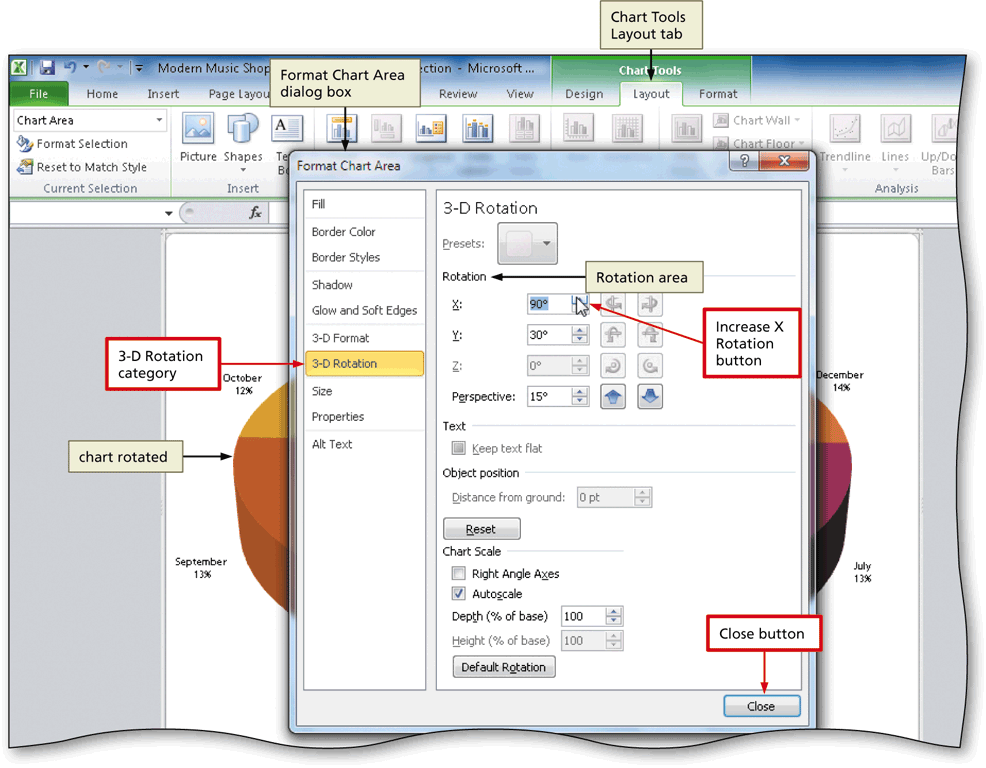 Chart Tools
Layout tab
Modern Music Shop
ction - Microsoft ...
Chart Tools
Format Chart Area
dialog box
File Home Insert Page Layou Review View Design Layout Format
Chart Area
Format Selection
Reset to Match Style
Current Selection
Picture Shapes
Insert
Chart Wall
Chart Floor
Trendline Lines Up/Do
Bars
Analysis
fx
Format Chart Area
?
Fill
Border Color
Border Styles
Shadow
Glow and Soft Edges
3-D Format
3-D Rotation
Size
Properties
Alt Text
3-D Rotation
Presets:
Rotation
Rotation area
X: 90°
Y: 30°
Z: 0°
Perspective: 15°
Increase X
Rotation
button
3-D Rotation
category
October
12%
December
14%
chart rotated
September
13%
July
13%
Text
Keep text flat
Object position
Distance from ground: 0 pt
Reset
Chart Scale
Right Angle Axes
Autoscale
Depth (% of base) 100
Height (% of base) 100
Default Rotation
Close button
Close